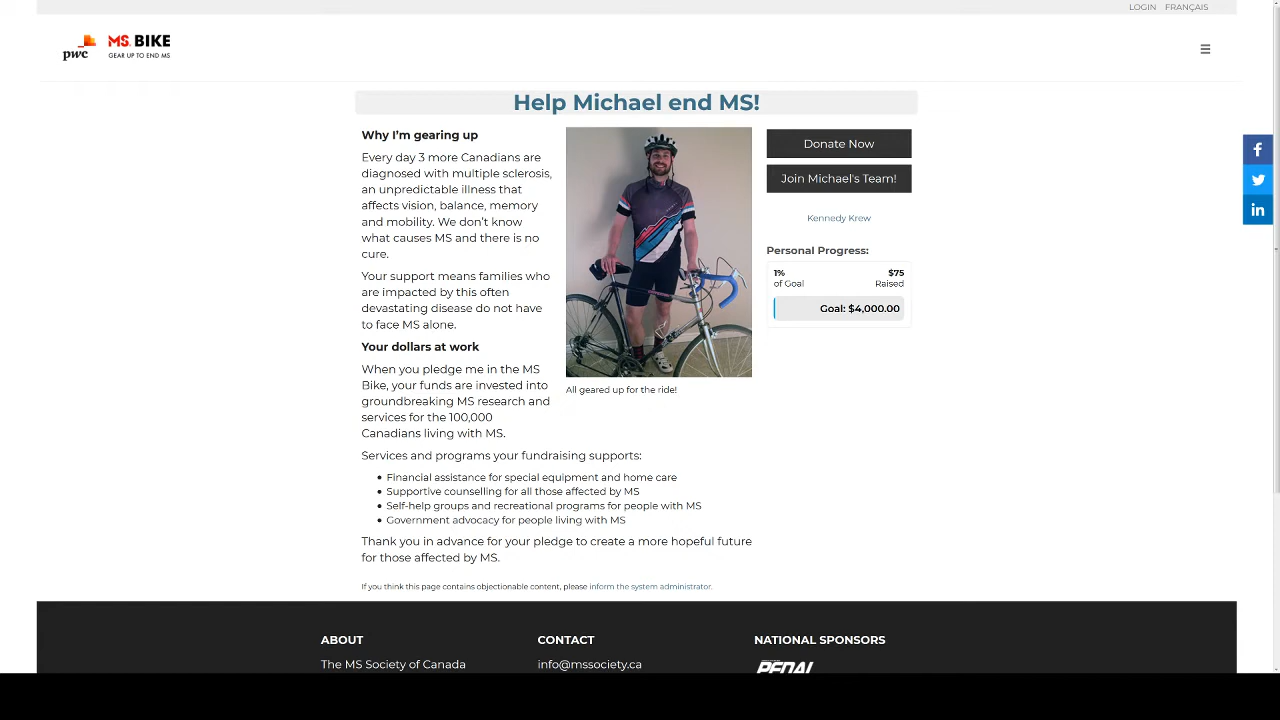 LOGIN FRANÇAIS
pwc
MS BIKE
GEAR UP TO END MS
Help Michael end MS!
Why I'm gearing up
Every day 3 more Canadians are
diagnosed with multiple sclerosis,
an unpredictable illness that
affects vision, balance, memory
and mobility. We don't know
what causes MS and there is no
cure.
Your support means families who
are impacted by this often
devastating disease do not have
to face MS alone.
Your dollars at work
When you pledge me in the MS
Bike, your funds are invested into
groundbreaking MS research and
services for the 100,000
Canadians living with MS.
All geared up for the ride!
Donate Now
Join Michael's Team!
Kennedy Krew
Personal Progress:
1% $75
of Goal Raised
Goal: $4,000.00
Services and programs your fundraising supports:
• Financial assistance for special equipment and home care
• Supportive counselling for all those affected by MS
• Self-help groups and recreational programs for people with MS
• Government advocacy for people living with MS
Thank you in advance for your pledge to create a more hopeful future
for those affected by MS.
If you think this page contains objectionable content, please inform the system administrator.
ABOUT
The MS Society of Canada
CONTACT
info@mssociety.ca
NATIONAL SPONSORS
PEDAL